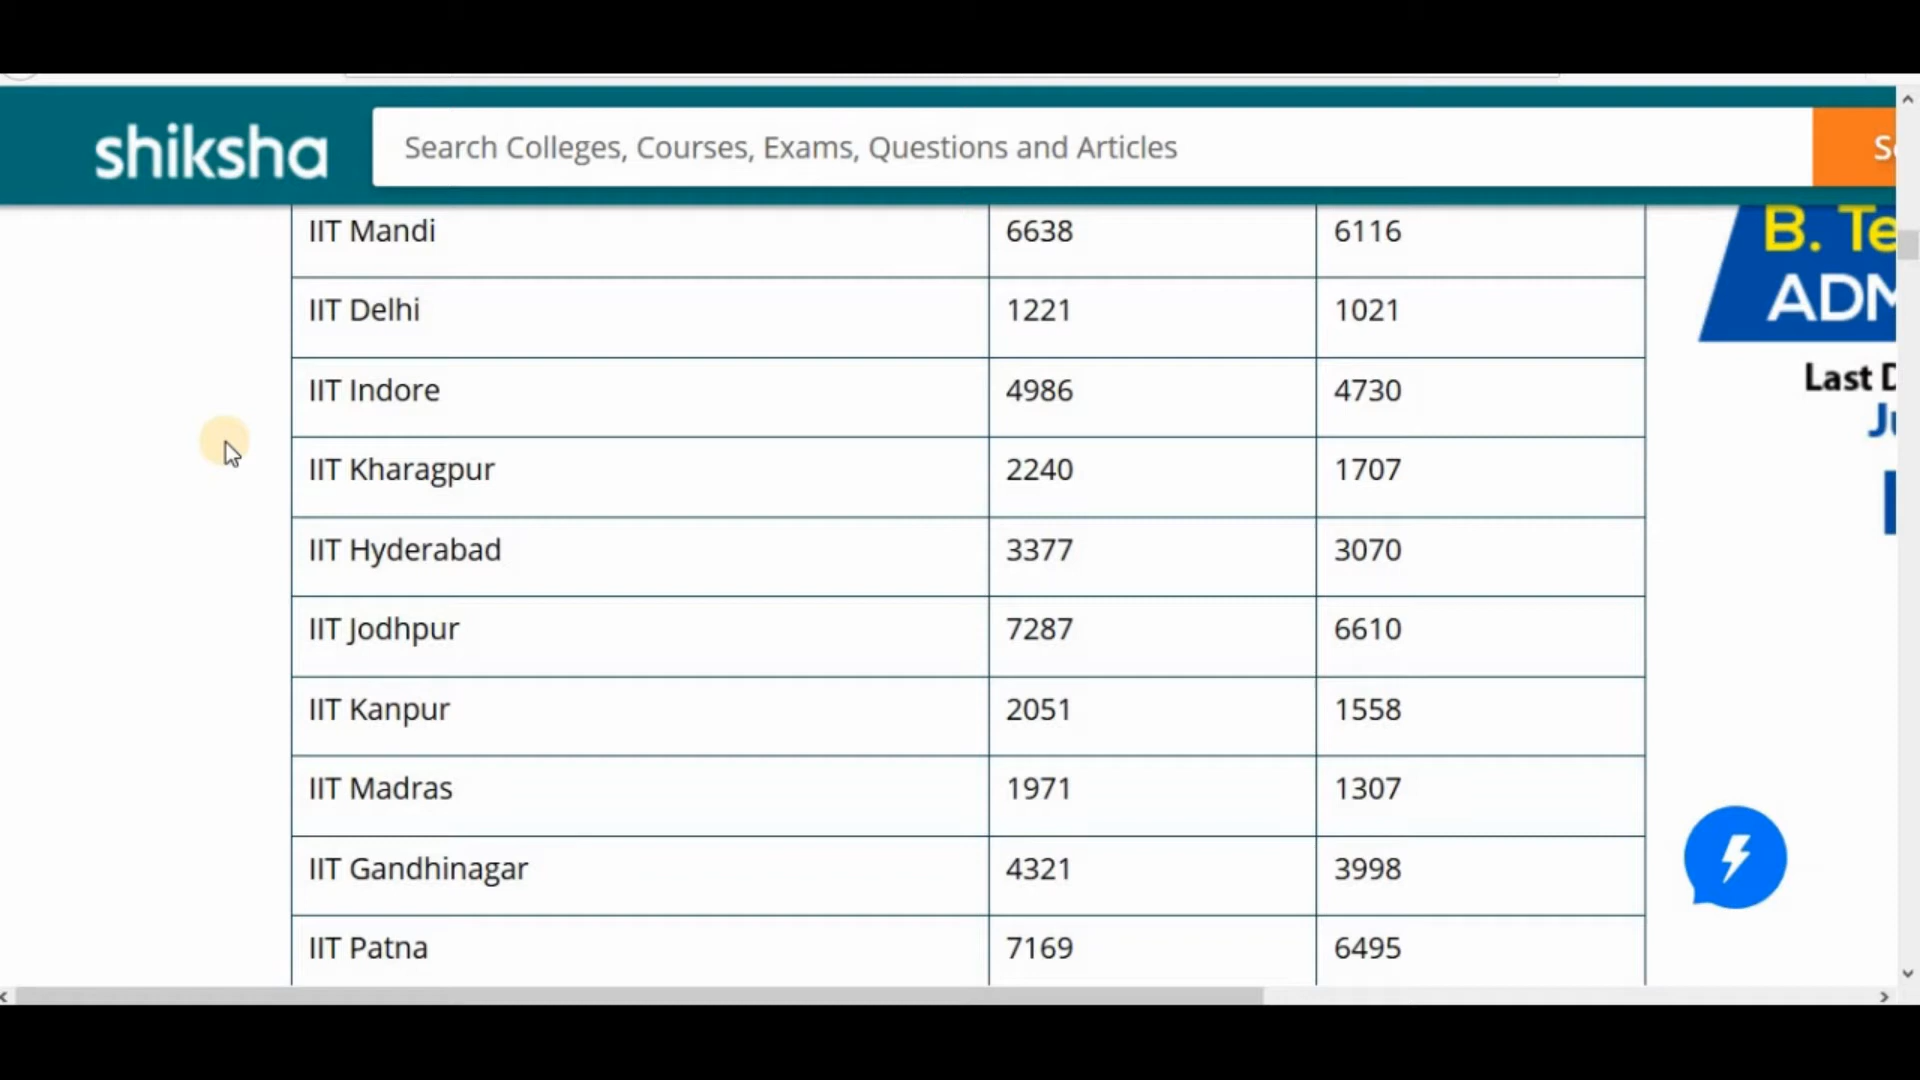 shiksha
Search Colleges, Courses, Exams, Questions and Articles
IIT Mandi 6638 6116
IIT Delhi 1221 1021
IIT Indore 4986 4730
IIT Kharagpur 2240 1707
IIT Hyderabad 3377 3070
IIT Jodhpur 7287 6610
IIT Kanpur 2051 1558
IIT Madras 1971 1307
IIT Gandhinagar 4321 3998
IIT Patna 7169 6495
B.
Last